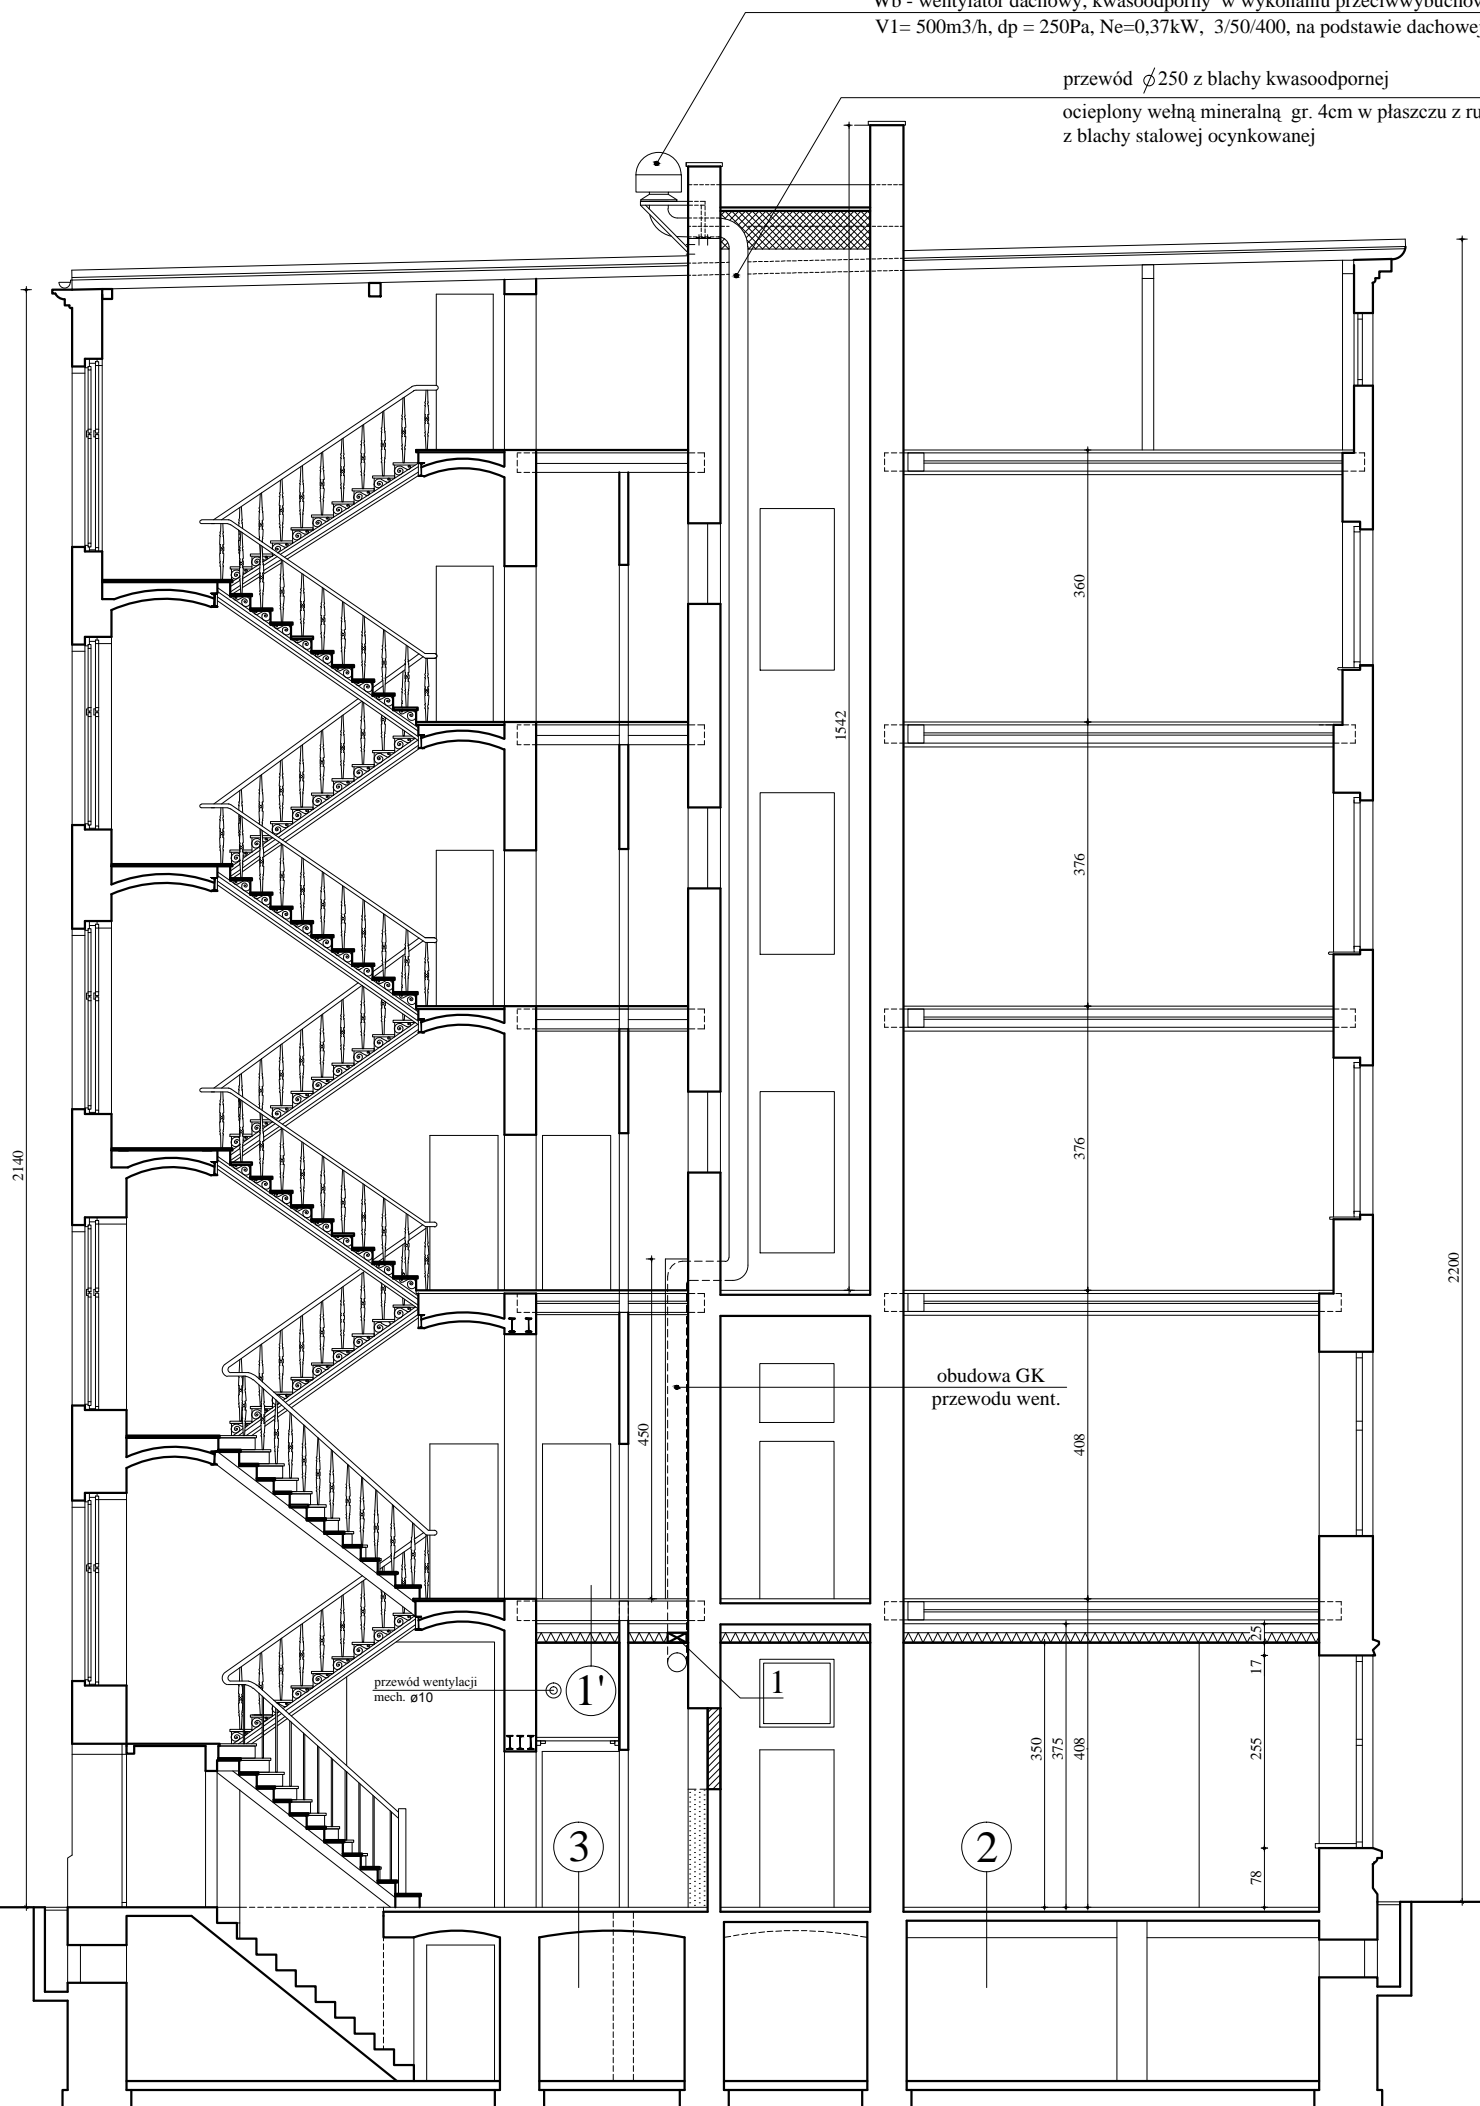 Wb - wentylator dachowy, kwasoodporny w wykonaniu
V1= 500m3/h, dp = 250Pa, Ne=0,37kW, 3/50/400, na podstawie
przewód ⌀250 z blachy kwasoodpornej
ocieplony wełną mineralną gr. 4cm w płaszczu z
z blachy stalowej ocynkowanej
360
1542
376
376
2140
2200
obudowa GK
przewodu went.
450
408
25
17
przewód wentylacji
mech. ø10
1'
1
350
375
408
255
3
2
78